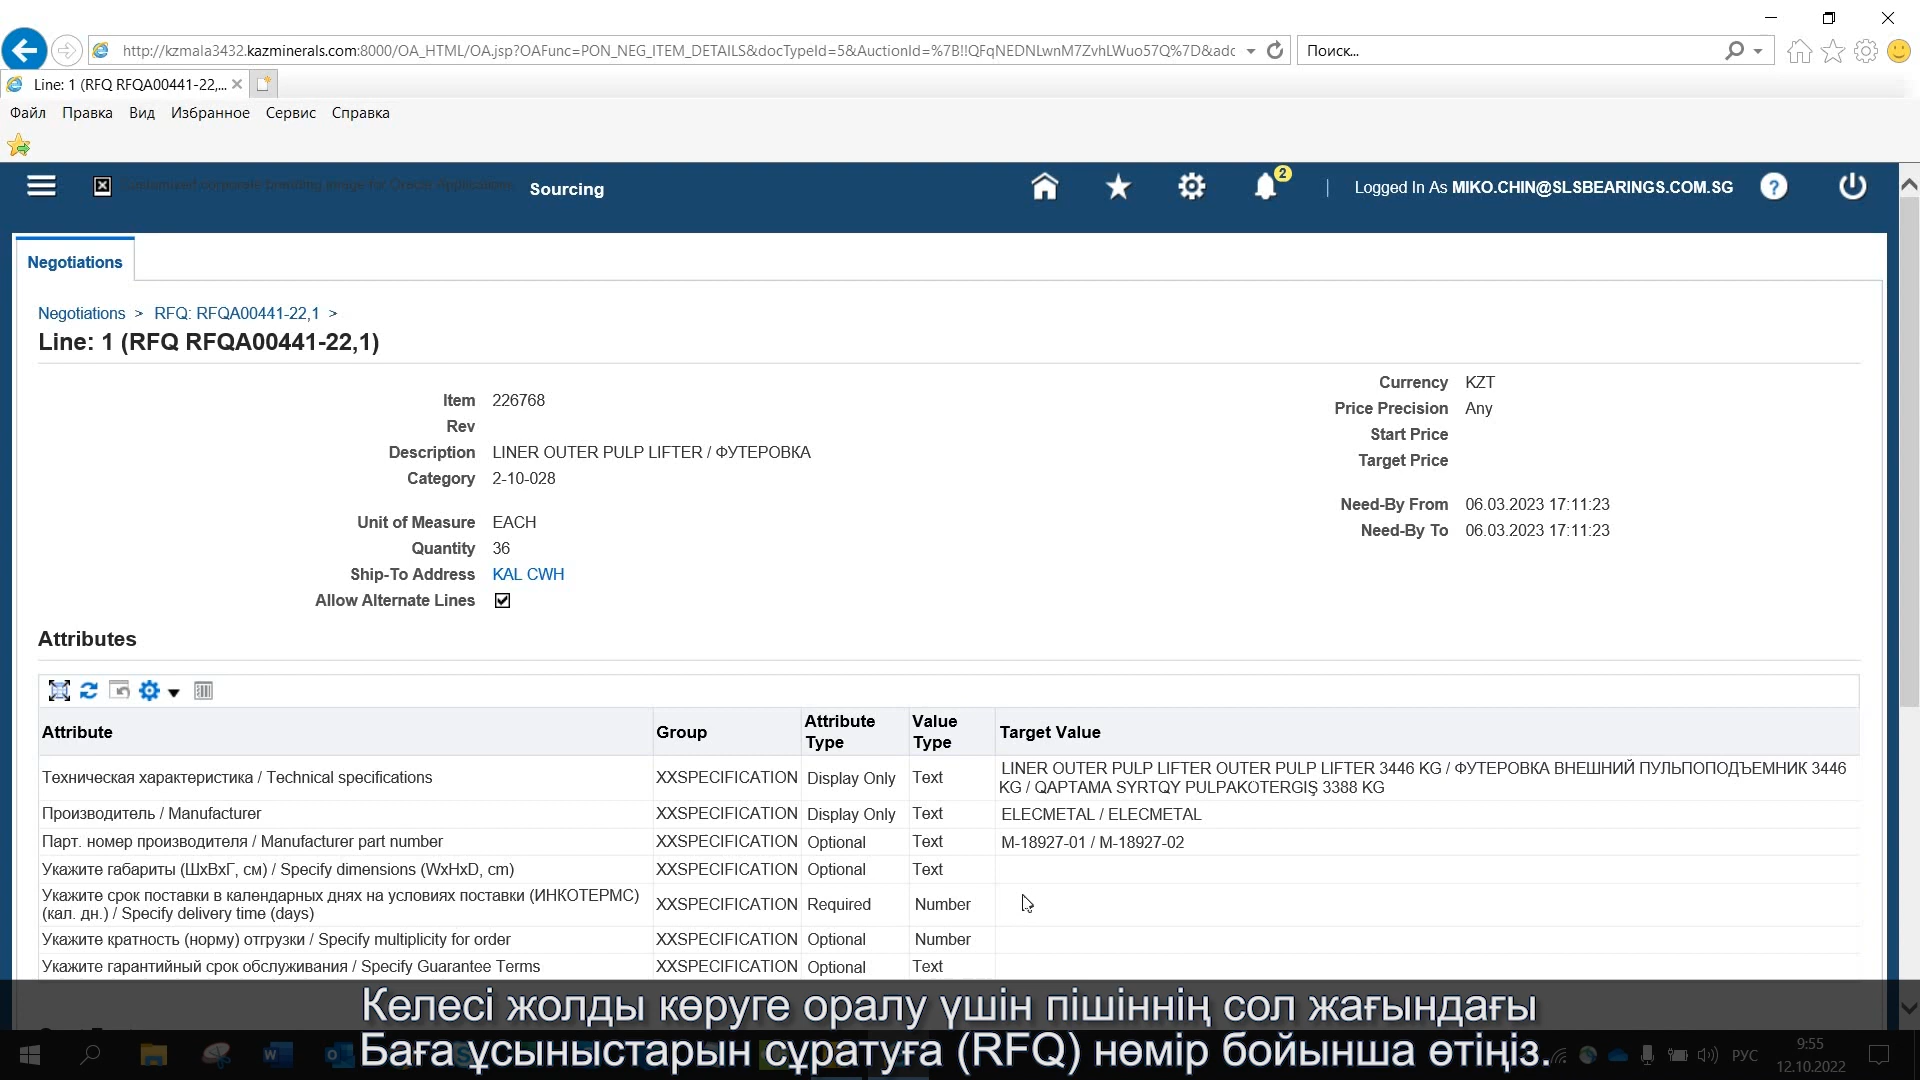 http://kzmala3432.kazminerals.com:8000/OA_HTML/OA.jsp?OAFunc=PON_NEG_ITEM_DETAILS&docTypeId=5&AuctionId=%7B!!QFqNEDNLwnM7ZvhLWuo57Q%7D&adc
Поиск...
Line: 1 (RFQ RFQA00441-22,...
Файл Правка Вид Избранное Сервис Справка
Customized corporate branding image for Oracle Applications
Sourcing
2
Logged In As MIKO.CHIN@SLSBEARINGS.COM.SG
Negotiations
Negotiations > RFQ: RFQA00441-22,1 >
Line: 1 (RFQ RFQA00441-22,1)
Item 226768
Rev
Description LINER OUTER PULP LIFTER / ФУТЕРОВКА
Category 2-10-028
Unit of Measure EACH
Quantity 36
Ship-To Address KAL CWH
Allow Alternate Lines
Currency KZT
Price Precision Any
Start Price
Target Price
Need-By From 06.03.2023 17:11:23
Need-By To 06.03.2023 17:11:23
Attributes
Attribute Group Attribute Type Value Type Target Value
Техническая характеристика / Technical specifications XXSPECIFICATION Display Only Text LINER OUTER PULP LIFTER OUTER PULP LIFTER 3446 KG / ФУТЕРОВКА ВНЕШНИЙ ПУЛЬПОПОДЪЕМНИК 3446
KG / QAPTAMA SYRTQY PULPAKOTERGIŞ 3388 KG
Производитель / Manufacturer XXSPECIFICATION Display Only Text ELECMETAL / ELECMETAL
Парт. номер производителя / Manufacturer part number XXSPECIFICATION Optional Text M-18927-01 / M-18927-02
Укажите габариты (ШxВxГ, см) / Specify dimensions (WxHxD, cm) XXSPECIFICATION Optional Text
Укажите срок поставки в календарных днях на условиях поставки (ИНКОТЕРМС)
(кал. дн.) / Specify delivery time (days) XXSPECIFICATION Required Number
Укажите кратность (норму) отгрузки / Specify multiplicity for order XXSPECIFICATION Optional Number
Укажите гарантийный срок обслуживания / Specify Guarantee Terms XXSPECIFICATION Optional Text
Келесі жолды көруге оралу үшін пішіннің сол жағындағы
Баға ұсыныстарын сұратуға (RFQ) нөмір бойынша өтіңіз.
РУС
9:55
12.10.2022